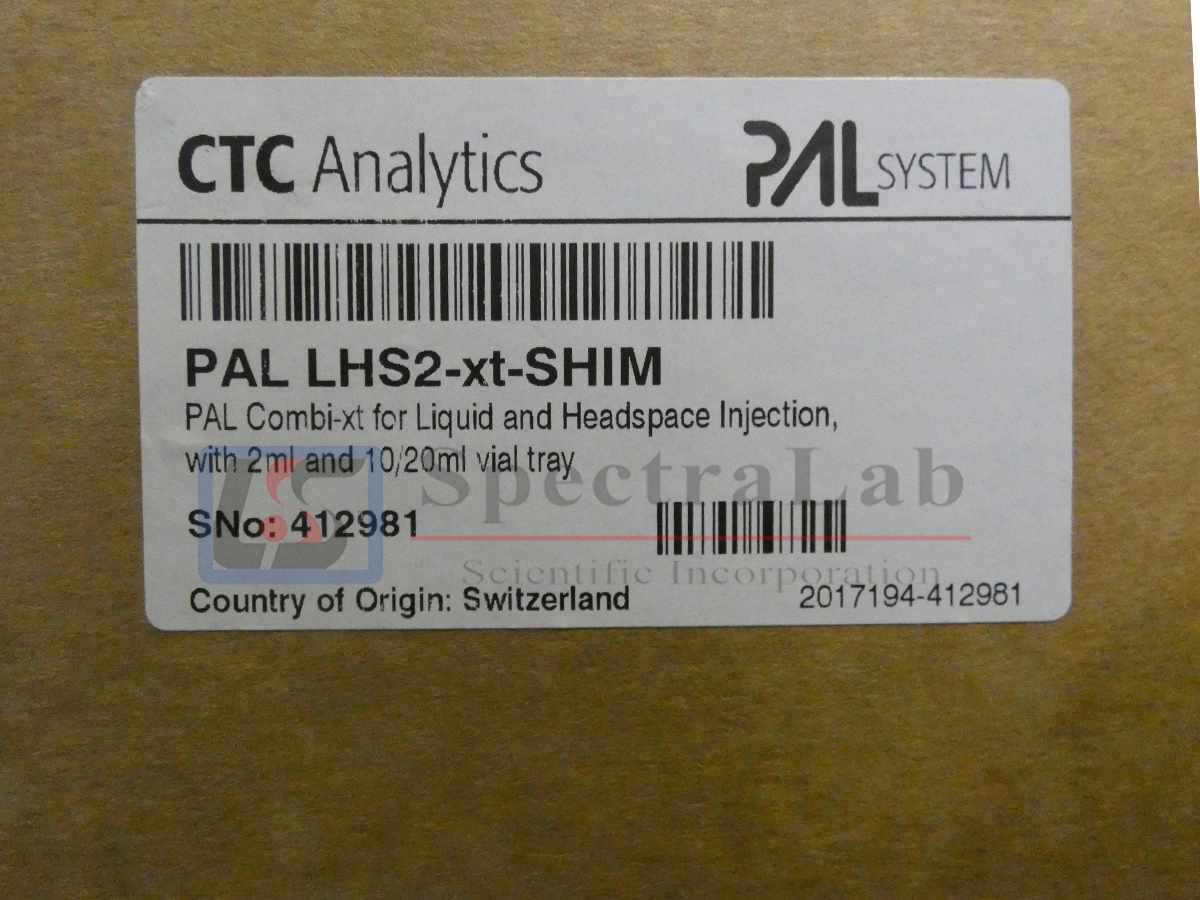 CTC Analytics
PAL SYSTEM
PAL LHS2-xt-SHIM
PAL Combi-xt for Liquid and Headspace Injection,
with 2ml and 10/20ml vial tray
LS SpectraLab
SNo: 412981
Scientific Incorporation
Country of Origin: Switzerland
2017194-412981